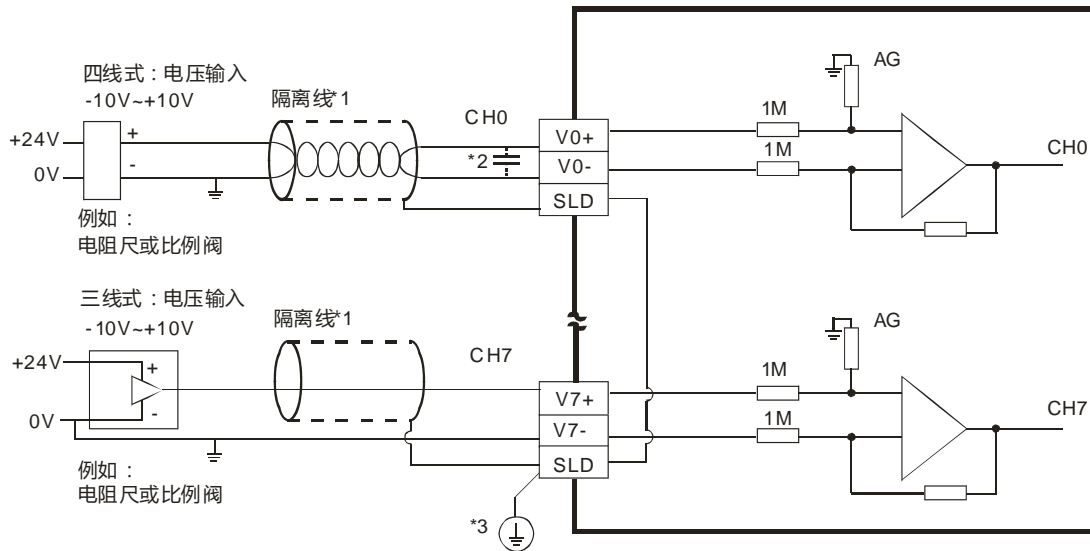 四线式：电压输入
-10V~+10V
+24V
0V
+
-
例如：
电阻尺或比例阀
隔离线*1
CH0
*2
V0+
V0-
SLD
1M
1M
AG
CH0
三线式：电压输入
-10V~+10V
+24V
0V
+
-
例如：
电阻尺或比例阀
隔离线*1
CH7
V7+
V7-
SLD
*3
1M
1M
AG
CH7